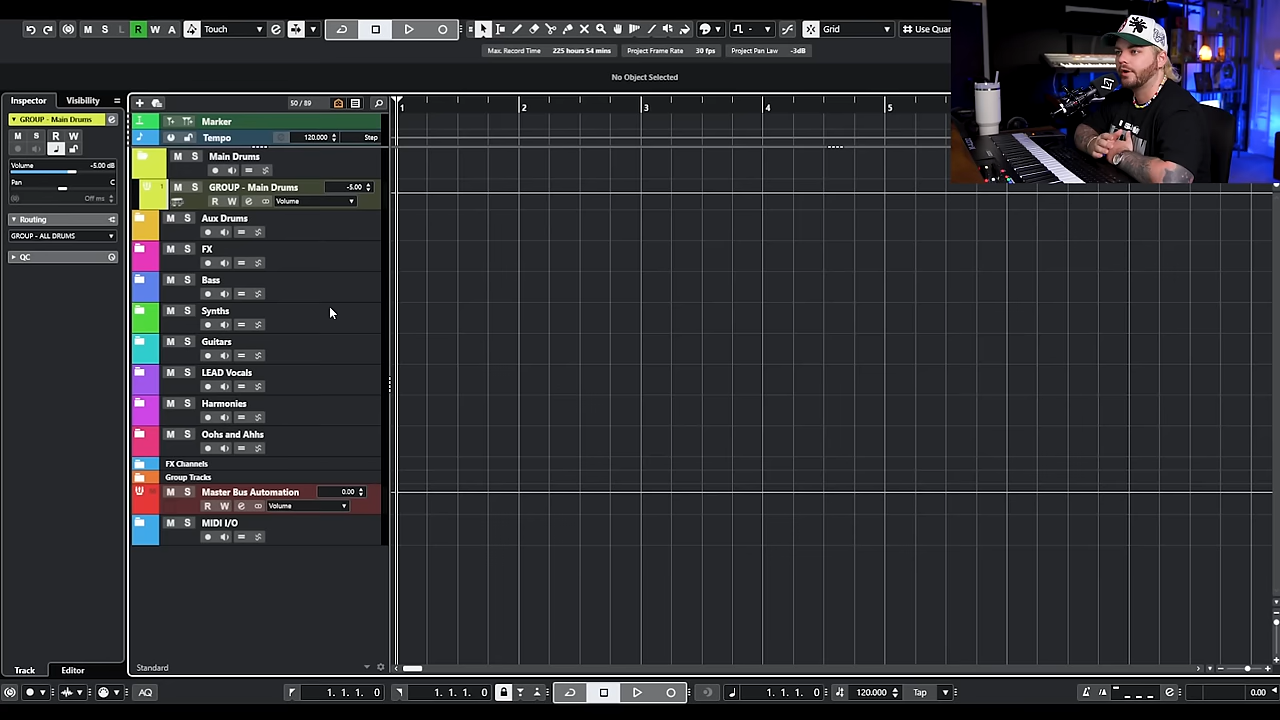 M S L R W A Touch Grid Use Quan
Max. Record Time 225 hours 54 mins Project Frame Rate 30 fps Project Pan Law -3dB
No Object Selected
Inspector Visibility 50 / 89 1 2 3 4 5
GROUP - Main Drums Marker
M S R W Tempo 120.000 Step
Main Drums
M S
Volume -5.00 dB
Pan C
Off ms
M S GROUP - Main Drums -5.00
R W Volume
Routing
M S Aux Drums
GROUP - ALL DRUMS
M S FX
QC
M S Bass
M S Synths
M S Guitars
M S LEAD Vocals
M S Harmonies
M S Oohs and Ahhs
FX Channels
Group Tracks
M S Master Bus Automation 0.00
R W Volume
M S MIDI I/O
Standard
Track Editor
AQ 1. 1. 1. 0 1. 1. 1. 0 1. 1. 1. 0 120.000 Tap 0.00